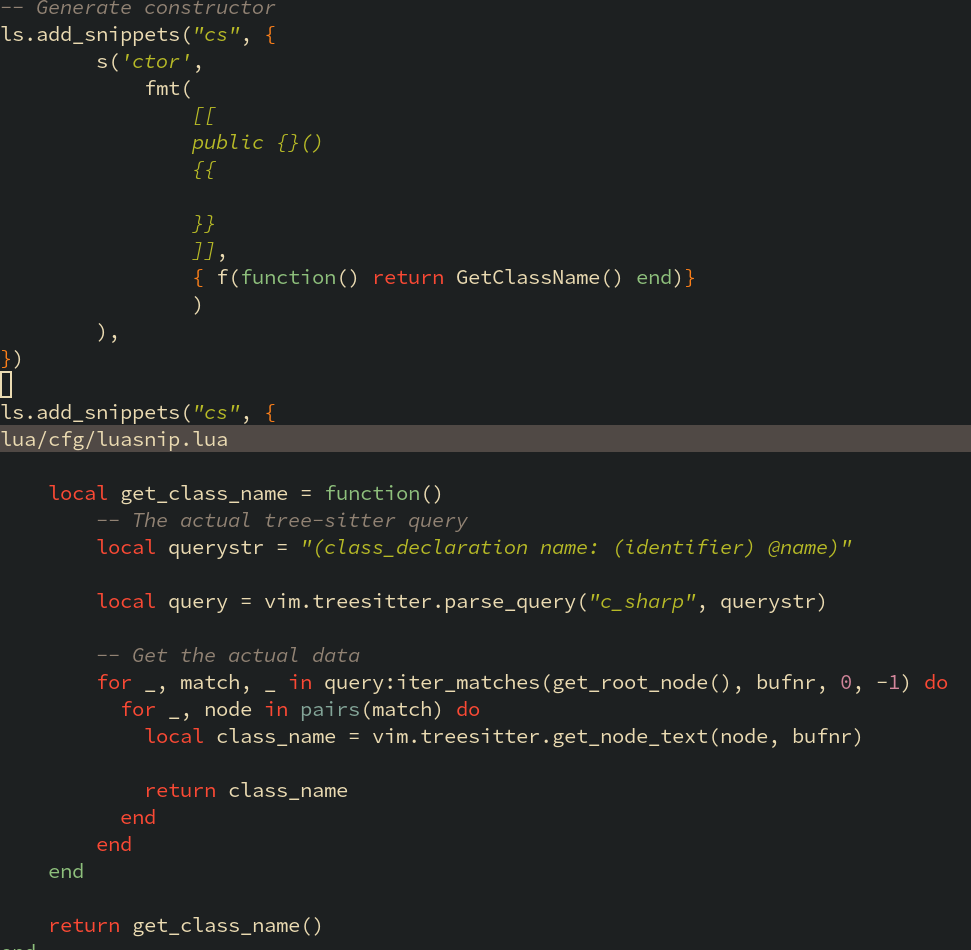 -- Generate constructor
ls.add_snippets("cs", {
        s('ctor',
            fmt(
                [[
                public {}()
                {{

                }}
                ]],
                { f(function() return GetClassName() end)}
                )
        ),
})
ls.add_snippets("cs", {
lua/cfg/luasnip.lua
    local get_class_name = function()
        -- The actual tree-sitter query
        local querystr = "(class_declaration name: (identifier) @name)"

        local query = vim.treesitter.parse_query("c_sharp", querystr)

        -- Get the actual data
        for _, match, _ in query:iter_matches(get_root_node(), bufnr, 0, -1) do
          for _, node in pairs(match) do
            local class_name = vim.treesitter.get_node_text(node, bufnr)

            return class_name
          end
        end
    end

    return get_class_name()
end